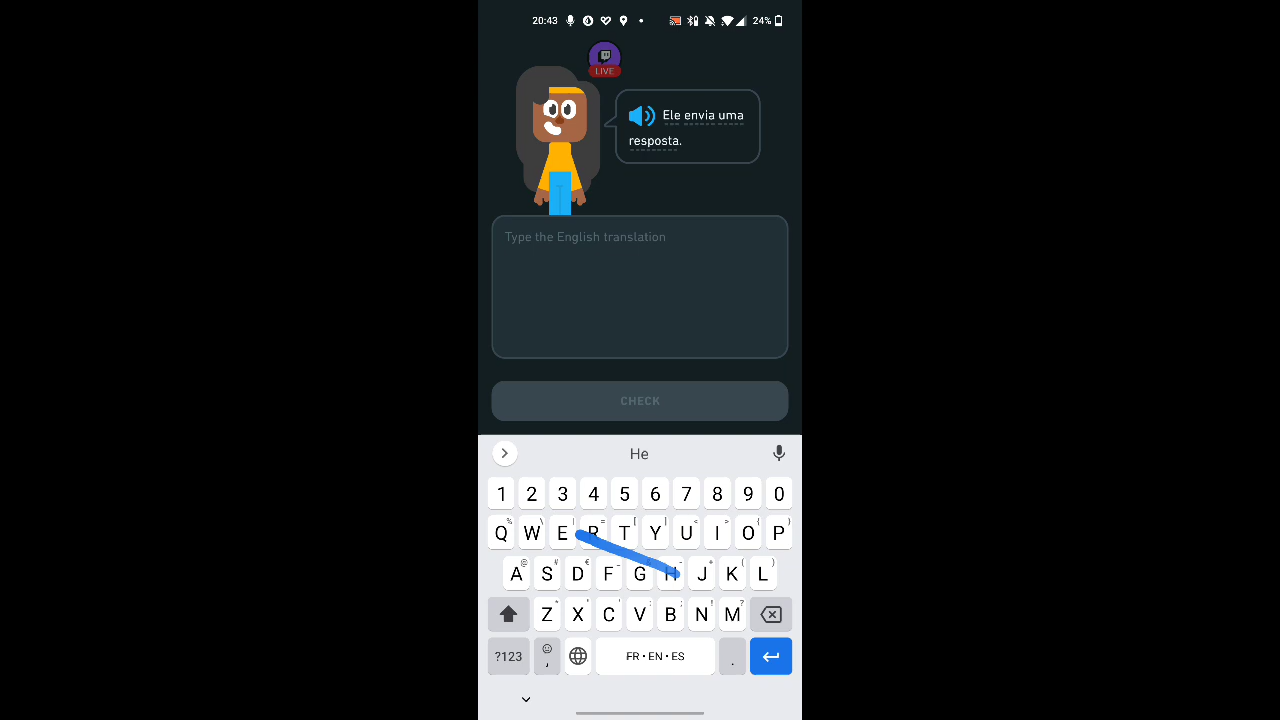 20:43 24%
LIVE
Ele envia uma
resposta.
Type the English translation
CHECK
He
1 2 3 4 5 6 7 8 9 0
Q W E R T Y U I O P
A S D F G H J K L
Z X C V B N M
?123 , FR • EN • ES .